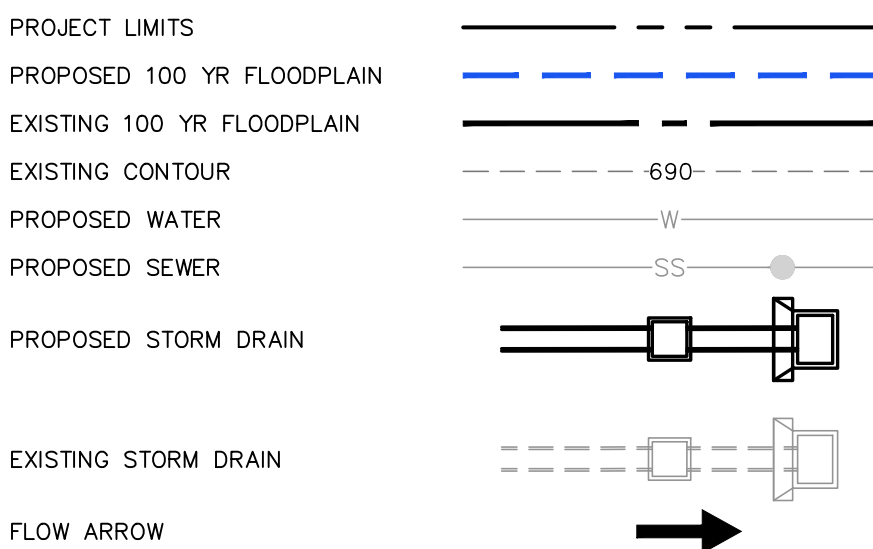 PROJECT LIMITS
PROPOSED 100 YR FLOODPLAIN
EXISTING 100 YR FLOODPLAIN
EXISTING CONTOUR 690
PROPOSED WATER W
PROPOSED SEWER SS
PROPOSED STORM DRAIN
EXISTING STORM DRAIN
FLOW ARROW